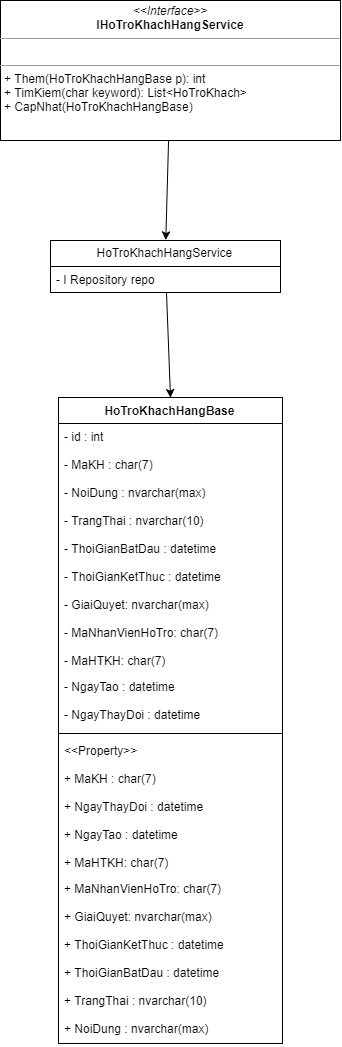 <<Interface>>
IHoTroKhachHangService
+ Them(HoTroKhachHangBase p): int
+ TimKiem(char keyword): List<HoTroKhach>
+ CapNhat(HoTroKhachHangBase)
HoTroKhachHangService
- I Repository repo
HoTroKhachHangBase
- id : int
- MaKH : char(7)
- NoiDung : nvarchar(max)
- TrangThai : nvarchar(10)
- ThoiGianBatDau : datetime
- ThoiGianKetThuc : datetime
- GiaiQuyet: nvarchar(max)
- MaNhanVienHoTro: char(7)
- MaHTKH: char(7)
- NgayTao : datetime
- NgayThayDoi : datetime
<<Property>>
+ MaKH : char(7)
+ NgayThayDoi : datetime
+ NgayTao : datetime
+ MaHTKH: char(7)
+ MaNhanVienHoTro: char(7)
+ GiaiQuyet: nvarchar(max)
+ ThoiGianKetThuc : datetime
+ ThoiGianBatDau : datetime
+ TrangThai : nvarchar(10)
+ NoiDung : nvarchar(max)